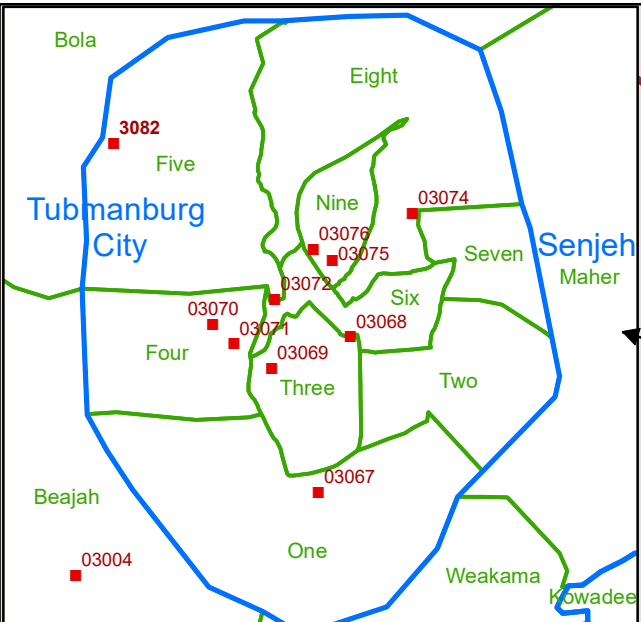 Bola
Eight
3082
Five
Nine
03074
Tubmanburg
City
03076
03075
Seven
Senjeh
Maher
03072
Six
03070
03071
03068
Four
03069
Three
Two
03067
Beajah
One
03004
Weakama
Kowadee